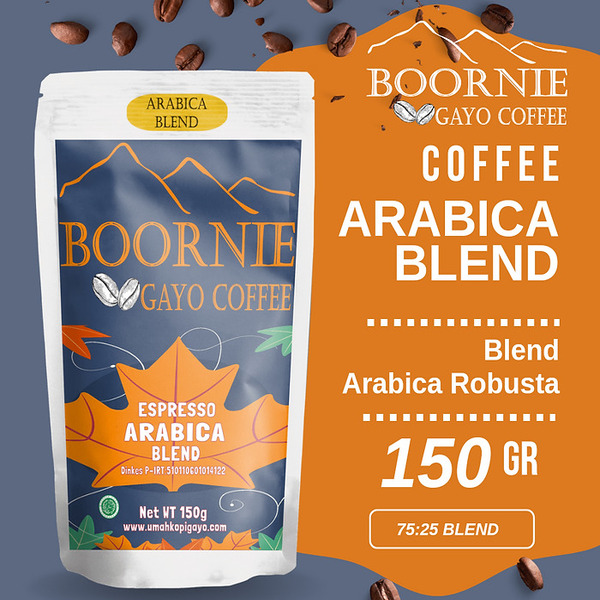 ARABICA
BLEND
BOORNIE
GAYO COFFEE
ESPRESSO
ARABICA
BLEND
Dinkes P-IRT 510110601014122
Net WT 150g
www.umahkopigayo.com
BOORNIE
GAYO COFFEE
COFFEE
ARABICA
BLEND
Blend
Arabica Robusta
150 GR
75:25 BLEND